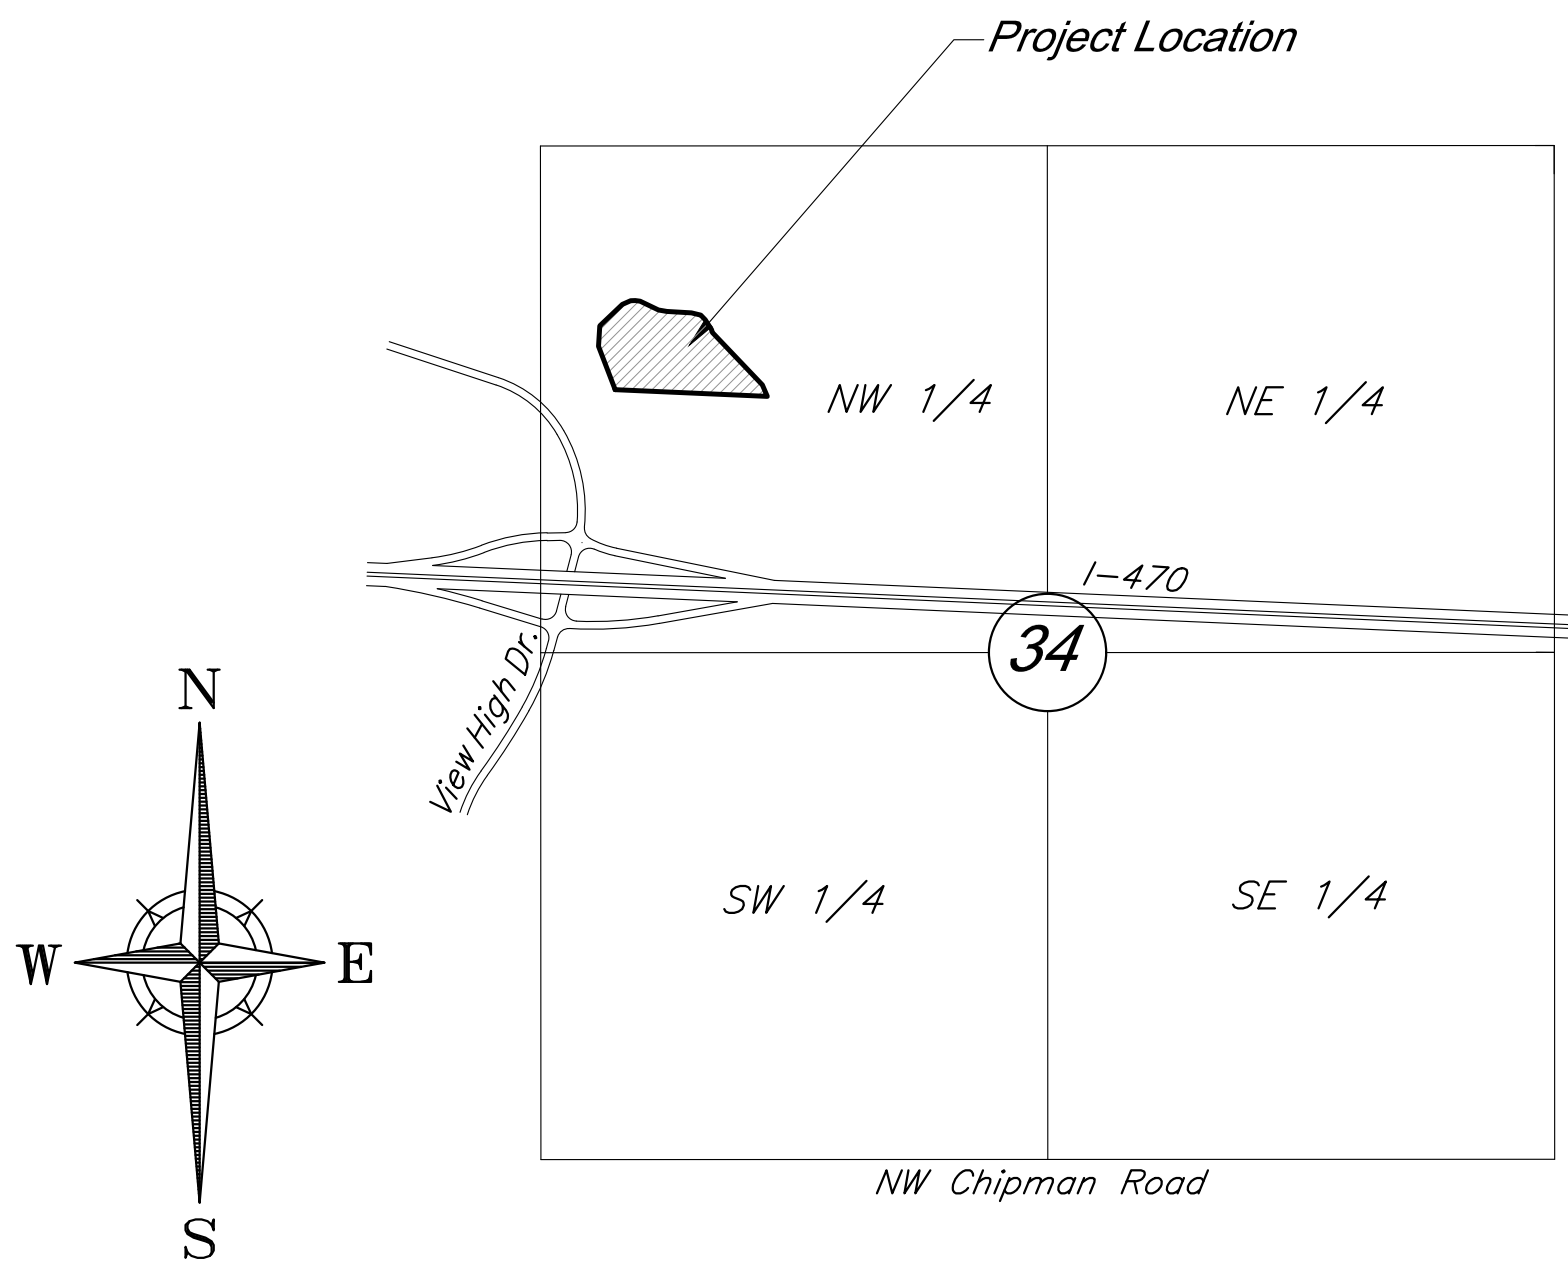 Project Location
NW 1/4
NE 1/4
I-470
34
View High Dr.
N
SW 1/4
SE 1/4
W
E
NW Chipman Road
S